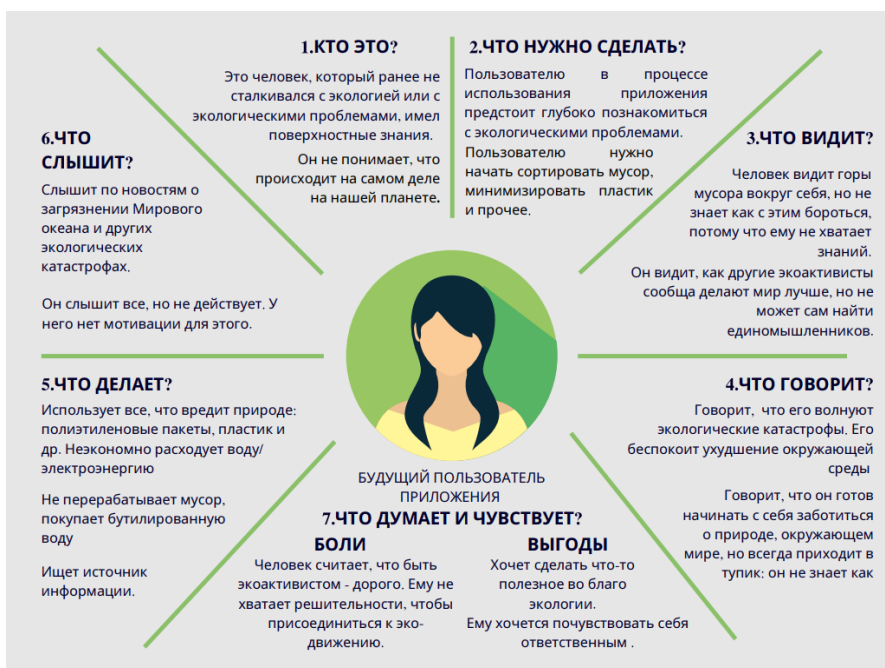 1.КТО ЭТО?
Это человек, который ранее не
сталкивался с экологией или с
экологическими проблемами, имел
поверхностные знания.
Он не понимает, что
происходит на самом деле
на нашей планете.
2.ЧТО НУЖНО СДЕЛАТЬ?
Пользователю в процессе
использования приложения
предстоит глубоко познакомиться
с экологическими проблемами.
Пользователю нужно
начать сортировать мусор,
минимизировать пластик
и прочее.
3.ЧТО ВИДИТ?
Человек видит горы
мусора вокруг себя, но не
знает как с этим бороться,
потому что ему не хватает
знаний.
Он видит, как другие экоактивисты
сообща делают мир лучше, но не
может сам найти
единомышленников.
4.ЧТО ГОВОРИТ?
Говорит, что его волнуют
экологические катастрофы. Его
беспокоит ухудшение окружающей
среды
Говорит, что он готов
начинать с себя заботиться
о природе, окружающем
мире, но всегда приходит в
тупик: он не знает как
5.ЧТО ДЕЛАЕТ?
Использует все, что вредит природе:
полиэтиленовые пакеты, пластик и
др. Неэкономно расходует воду/
электроэнергию
Не перерабатывает мусор,
покупает бутилированную
воду
Ищет источник
информации.
6.ЧТО
СЛЫШИТ?
Слышит по новостям о
загрязнении Мирового
океана и других
экологических
катастрофах.
Он слышит все, но не действует. У
него нет мотивации для этого.
БУДУЩИЙ ПОЛЬЗОВАТЕЛЬ
ПРИЛОЖЕНИЯ
7.ЧТО ДУМАЕТ И ЧУВСТВУЕТ?
БОЛИ
Человек считает, что быть
экоактивистом - дорого. Ему не
хватает решительности, чтобы
присоединиться к эко-
движению.
ВЫГОДЫ
Хочет сделать что-то
полезное во благо
экологии.
Ему хочется почувствовать себя
ответственным .